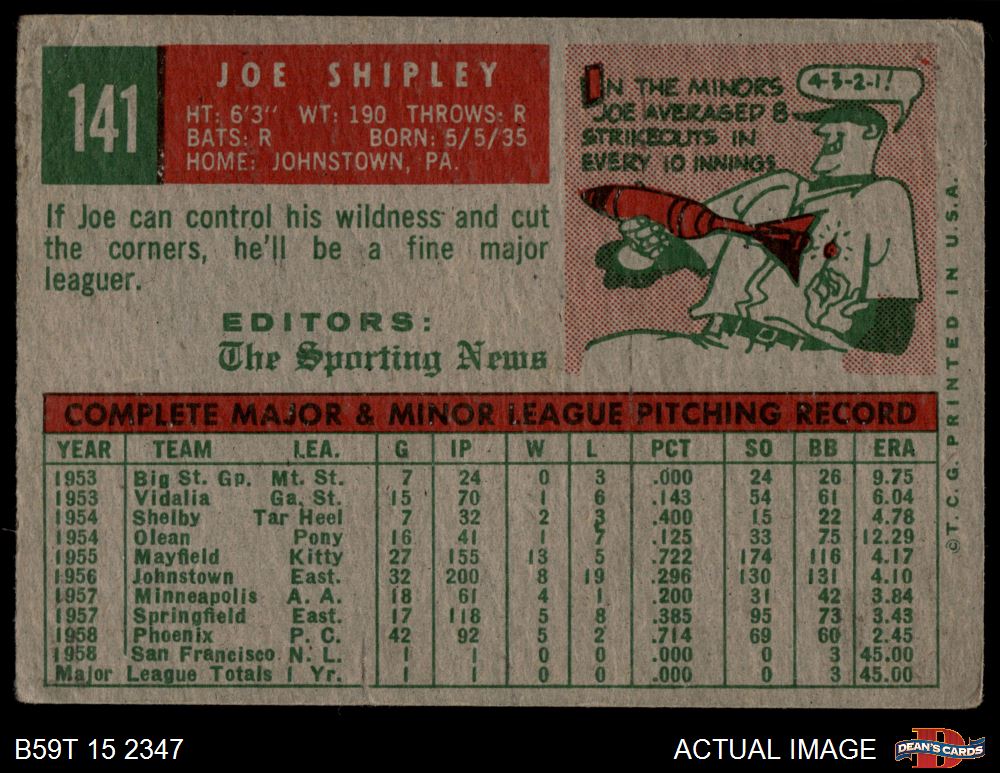 141
JOE SHIPLEY
HT: 6'3" WT: 190 THROWS: R
BATS: R BORN: 5/5/35
HOME: JOHNSTOWN, PA.
If Joe can control his wildness and cut
the corners, he'll be a fine major
leaguer.
EDITORS:
The Sporting News
IN THE MINORS
JOE AVERAGED 8
STRIKEOUTS IN
EVERY 10 INNINGS
4-3-2-1!
COMPLETE MAJOR & MINOR LEAGUE PITCHING RECORD
YEAR TEAM LEA. G IP W L PCT SO BB ERA
1953 Big St. Gp. Mt. St. 7 24 0 3 .000 24 26 9.75
1953 Vidalia Ga. St. 15 70 1 6 .143 54 61 6.04
1954 Shelby Tar Heel 7 32 2 3 .400 15 22 4.78
1954 Olean Pony 16 41 1 7 .125 33 75 12.29
1955 Mayfield Kitty 27 155 13 5 .722 174 116 4.17
1956 Johnstown East. 32 200 8 19 .296 130 131 4.10
1957 Minneapolis A. A. 18 61 4 1 .200 31 42 3.84
1957 Springfield East. 17 118 5 8 .385 95 73 3.43
1958 Phoenix P. C. 42 92 5 2 .714 69 60 2.45
1958 San Francisco N. L. 1 1 0 0 .000 0 3 45.00
Major League Totals 1 Yr. 1 1 0 0 .000 0 3 45.00
©T.C.G. PRINTED IN U.S.A.
B59T 15 2347
ACTUAL IMAGE
D
DEAN'S CARDS